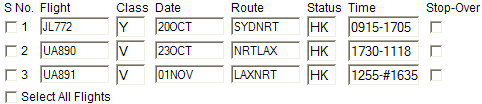 S No. Flight Class Date Route Status Time Stop-Over
1 JL772 Y 20OCT SYDNRT HK 0915-1705
2 UA890 V 23OCT NRTLAX HK 1730-1118
3 UA891 V 01NOV LAXNRT HK 1255-#1635
Select All Flights